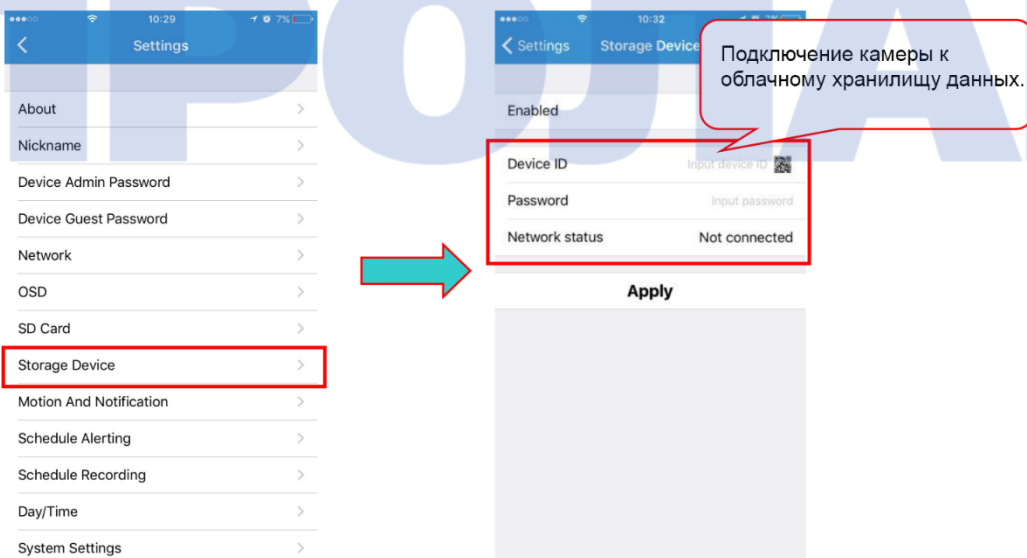 10:29
7%
Settings
About
Nickname
Device Admin Password
Device Guest Password
Network
OSD
SD Card
Storage Device
Motion And Notification
Schedule Alerting
Schedule Recording
Day/Time
System Settings
10:32
Settings
Storage Device
Подключение камеры к
облачному хранилищу данных.
Enabled
Device ID
Input device ID
Password
Input password
Network status
Not connected
Apply